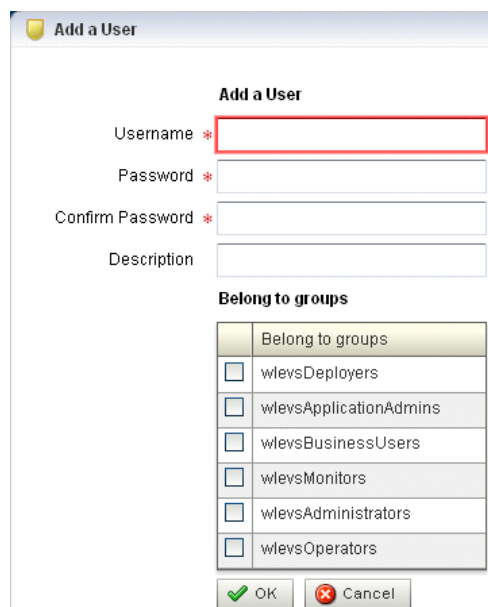 Add a User
Add a User
Username *
Password *
Confirm Password *
Description
Belong to groups
Belong to groups
wlevsDeployers
wlevsApplicationAdmins
wlevsBusinessUsers
wlevsMonitors
wlevsAdministrators
wlevsOperators
OK Cancel